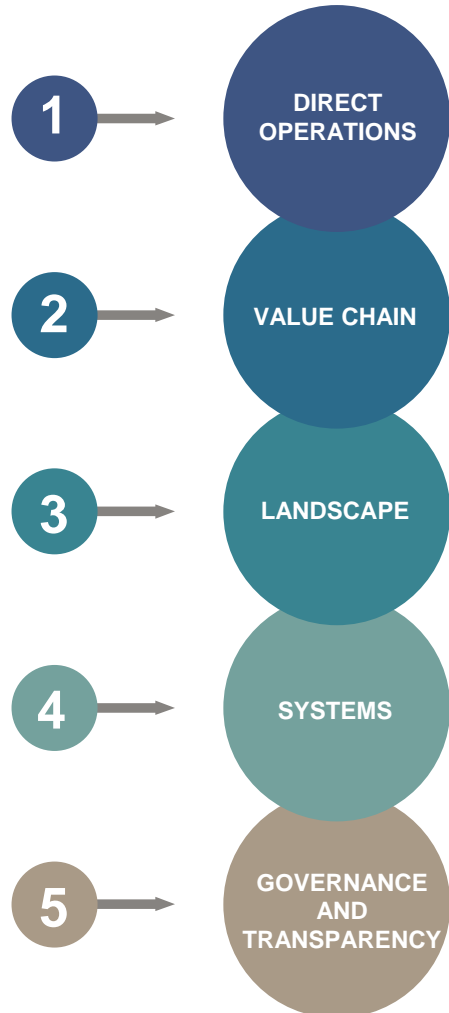 1
DIRECT
OPERATIONS
2
VALUE CHAIN
3
LANDSCAPE
4
SYSTEMS
5
GOVERNANCE
AND
TRANSPARENCY